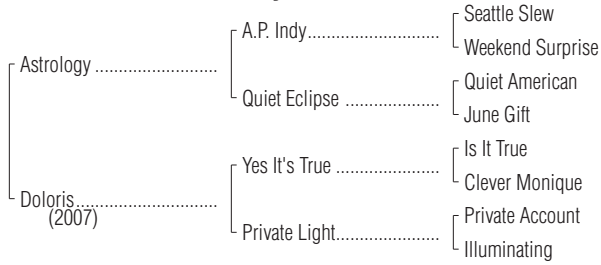 Seattle Slew
A.P. Indy........................
Weekend Surprise
Astrology ........................
Quiet American
Quiet Eclipse ..................
June Gift
Is It True
Yes It's True ....................
Clever Monique
Doloris............................
(2007)
Private Account
Private Light....................
Illuminating